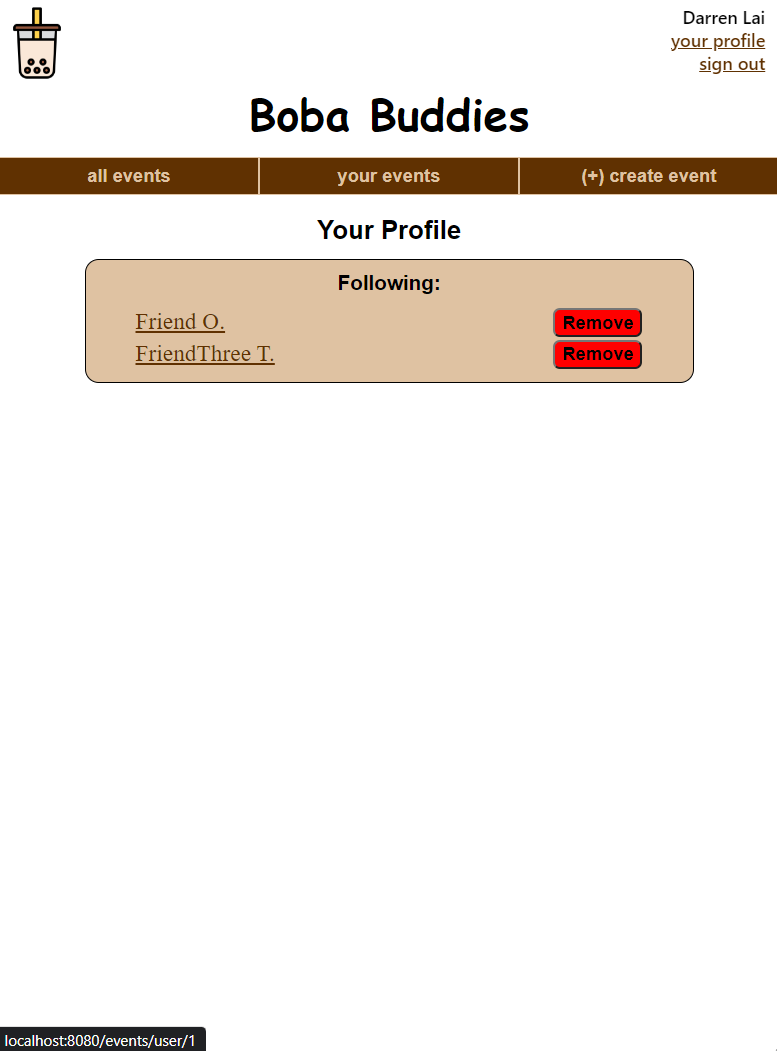 Darren Lai
your profile
sign out
Boba Buddies
all events your events (+) create event
Your Profile
Following:
Friend O. Remove
FriendThree T. Remove
localhost:8080/events/user/1